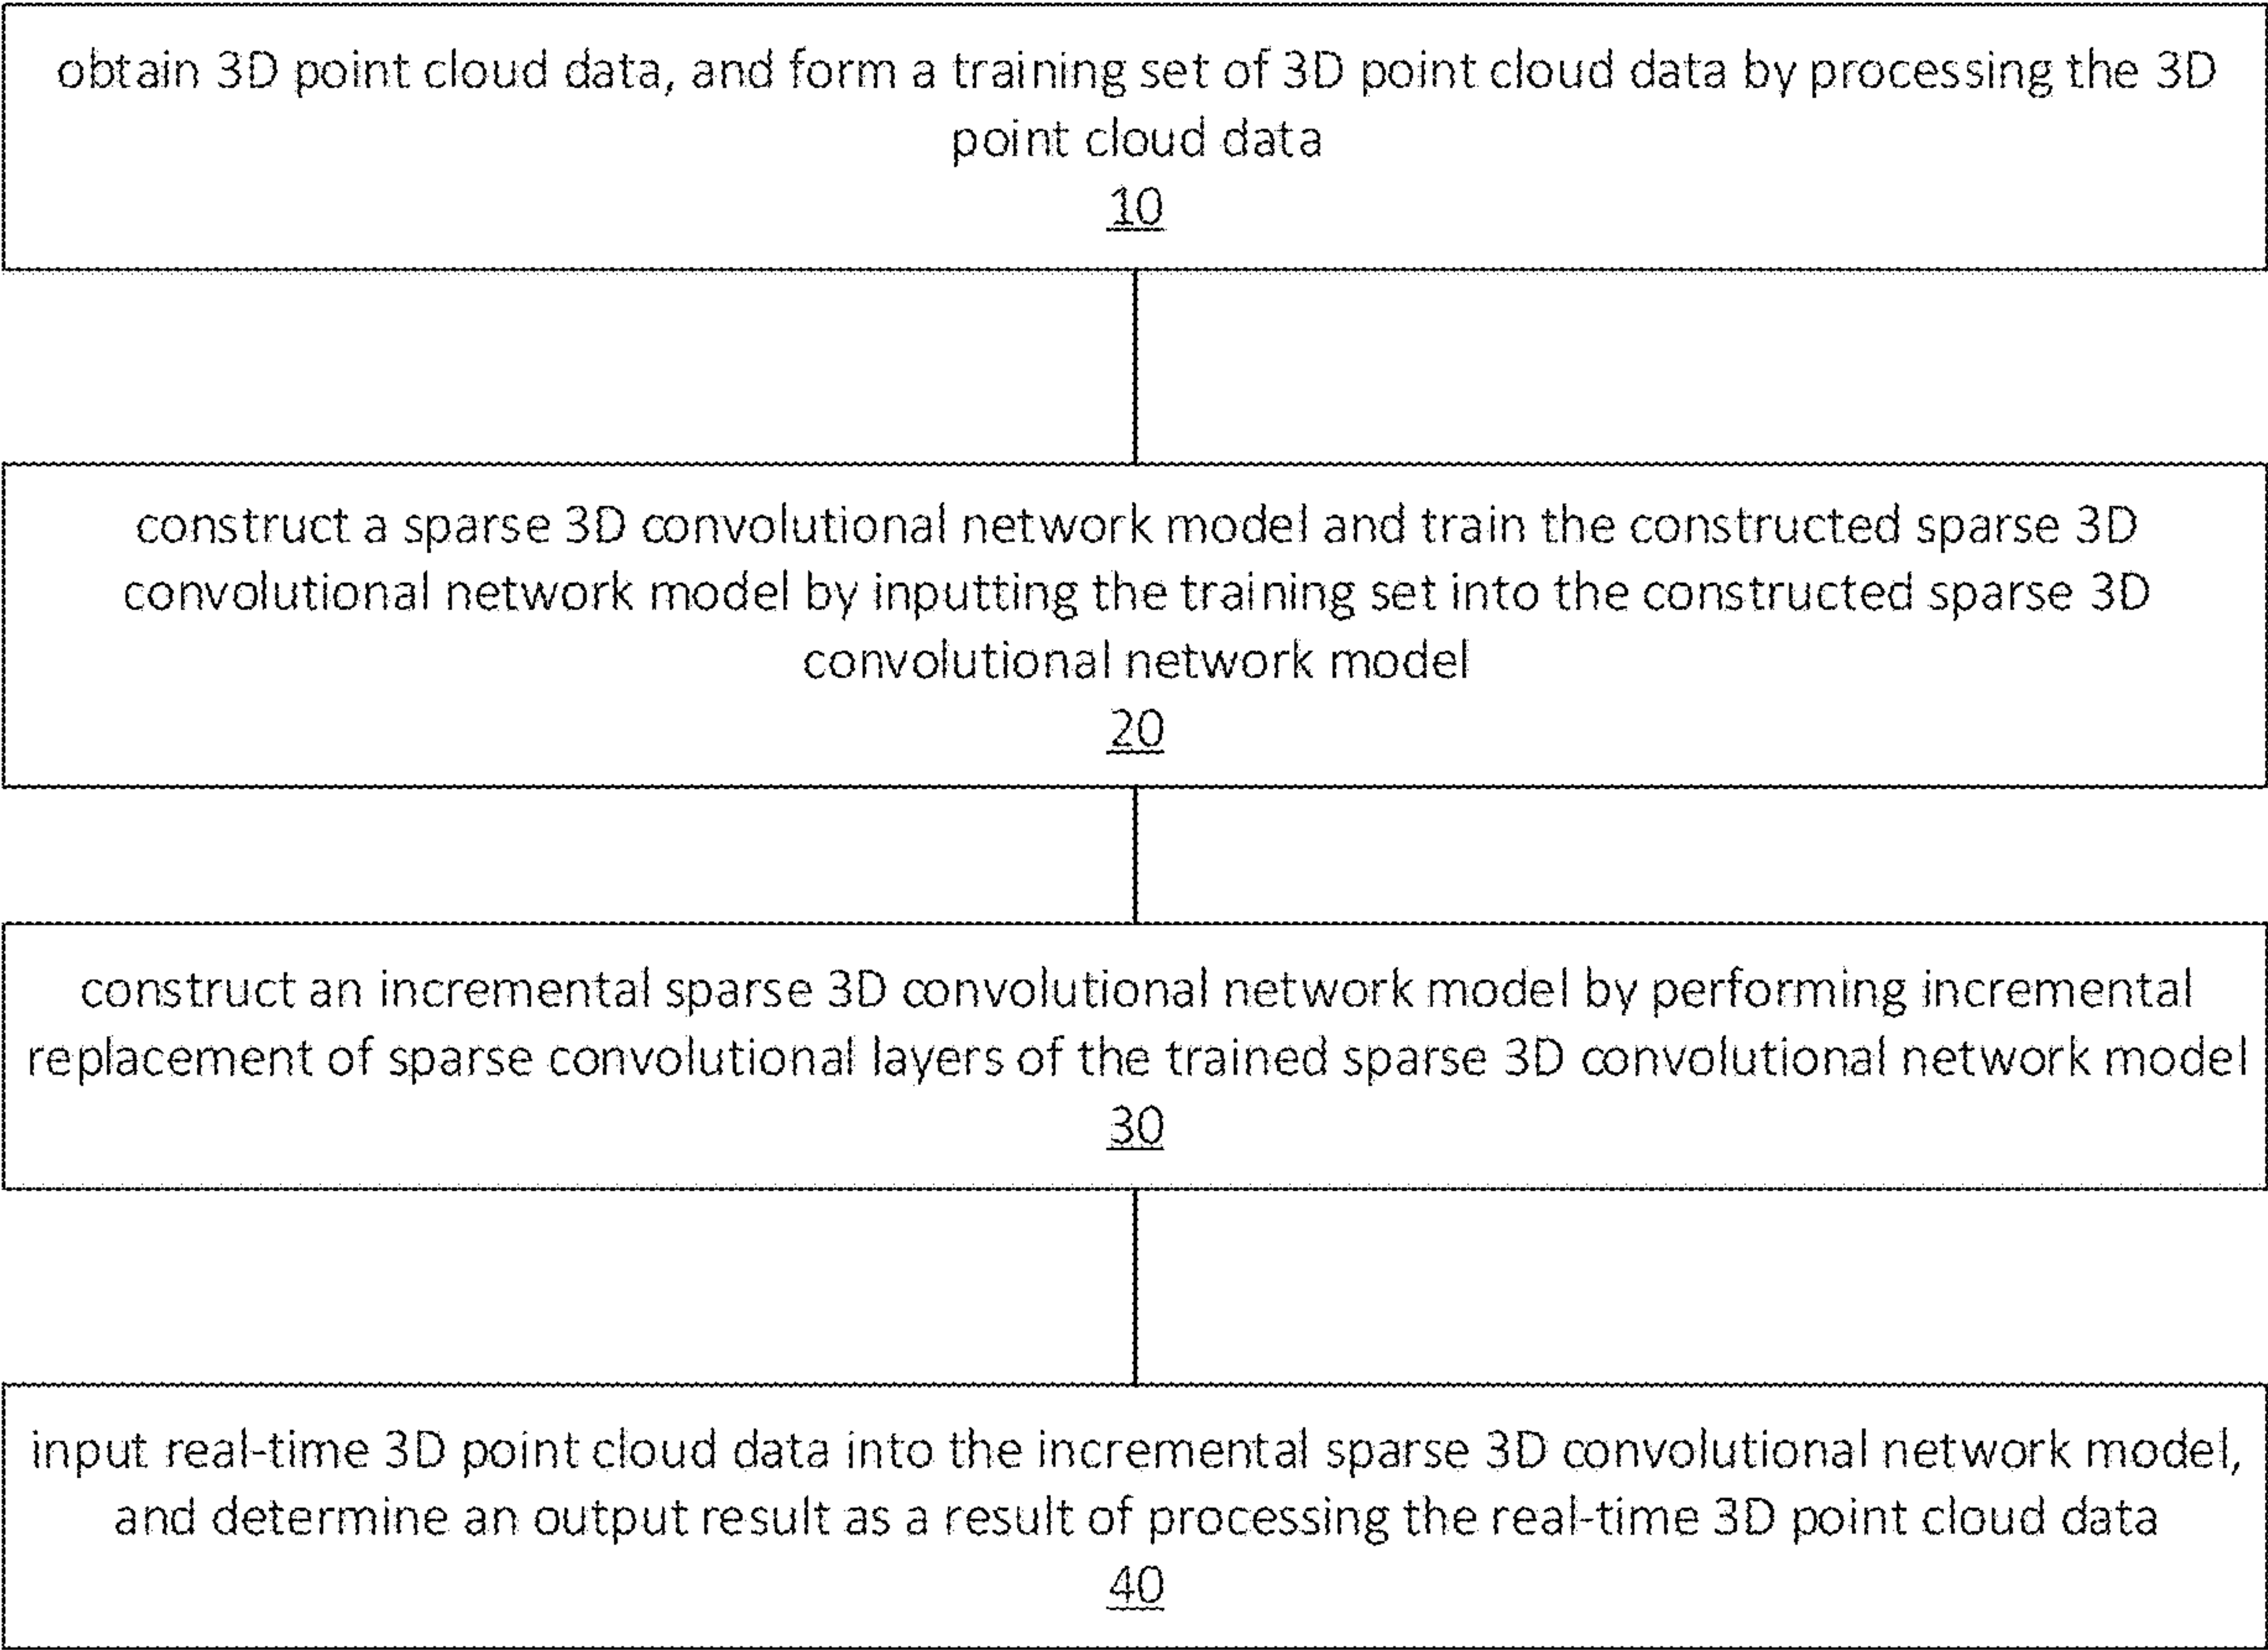 obtain 3D point cloud data, and form a training set of 3D point cloud data by processing the 3D
point cloud data
10
construct a sparse 3D convolutional network model and train the constructed sparse 3D
convolutional network model by inputting the training set into the constructed sparse 3D
convolutional network model
20
construct an incremental sparse 3D convolutional network model by performing incremental
replacement of sparse convolutional layers of the trained sparse 3D convolutional network model
30
input real-time 3D point cloud data into the incremental sparse 3D convolutional network model,
and determine an output result as a result of processing the real-time 3D point cloud data
40